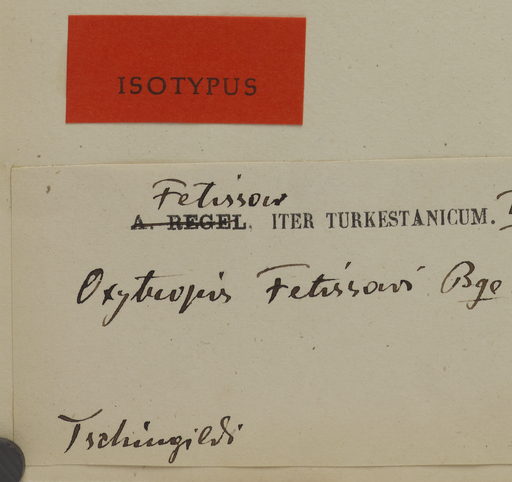 ISOTYPUS
Fetissow
A. REGEL, ITER TURKESTANICUM.
Oxytropis Fetissowi Bge
Tschingildi